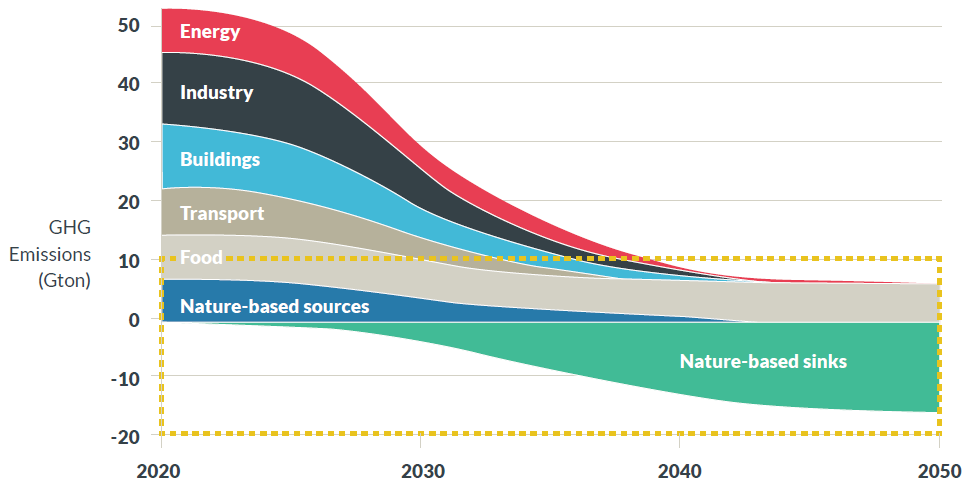 50
Energy
40
Industry
30
Buildings
20
Transport
GHG
Emissions
(Gton)
10
Food
Nature-based sources
0
Nature-based sinks
-10
-20
2020 2030 2040 2050